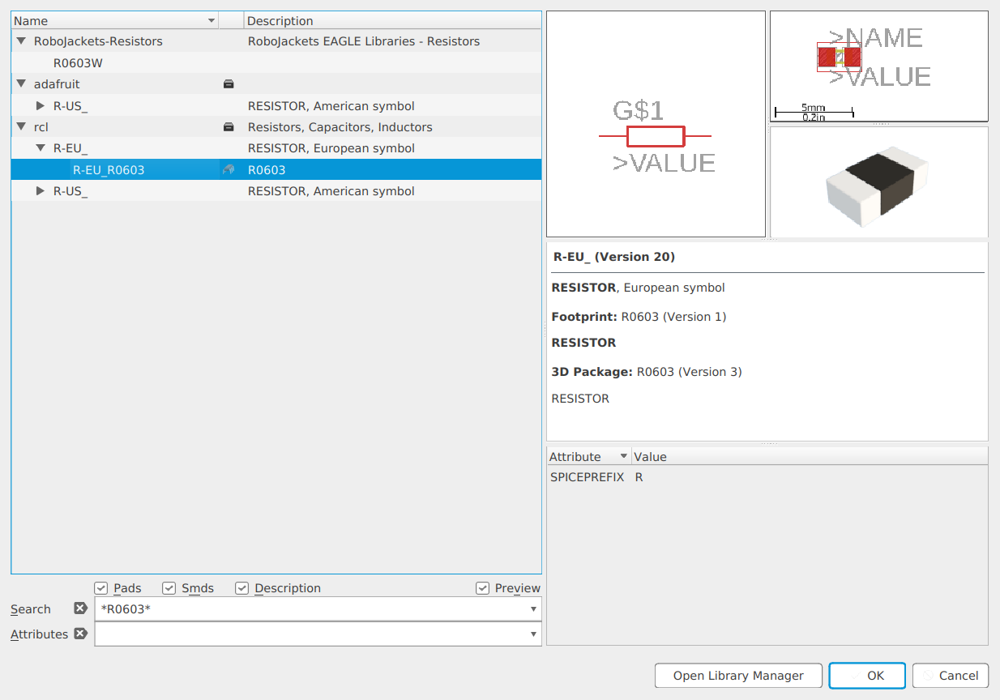 Name Description
RoboJackets-Resistors RoboJackets EAGLE Libraries - Resistors
R0603W
adafruit
R-US_ RESISTOR, American symbol
rcl Resistors, Capacitors, Inductors
R-EU_ RESISTOR, European symbol
R-EU_R0603 R0603
R-US_ RESISTOR, American symbol
Pads Smds Description Preview
Search *R0603*
Attributes
G$1
>VALUE
>NAME
>VALUE
5mm
0.2in
R-EU_ (Version 20)
RESISTOR, European symbol
Footprint: R0603 (Version 1)
RESISTOR
3D Package: R0603 (Version 3)
RESISTOR
Attribute Value
SPICEPREFIX R
Open Library Manager OK Cancel